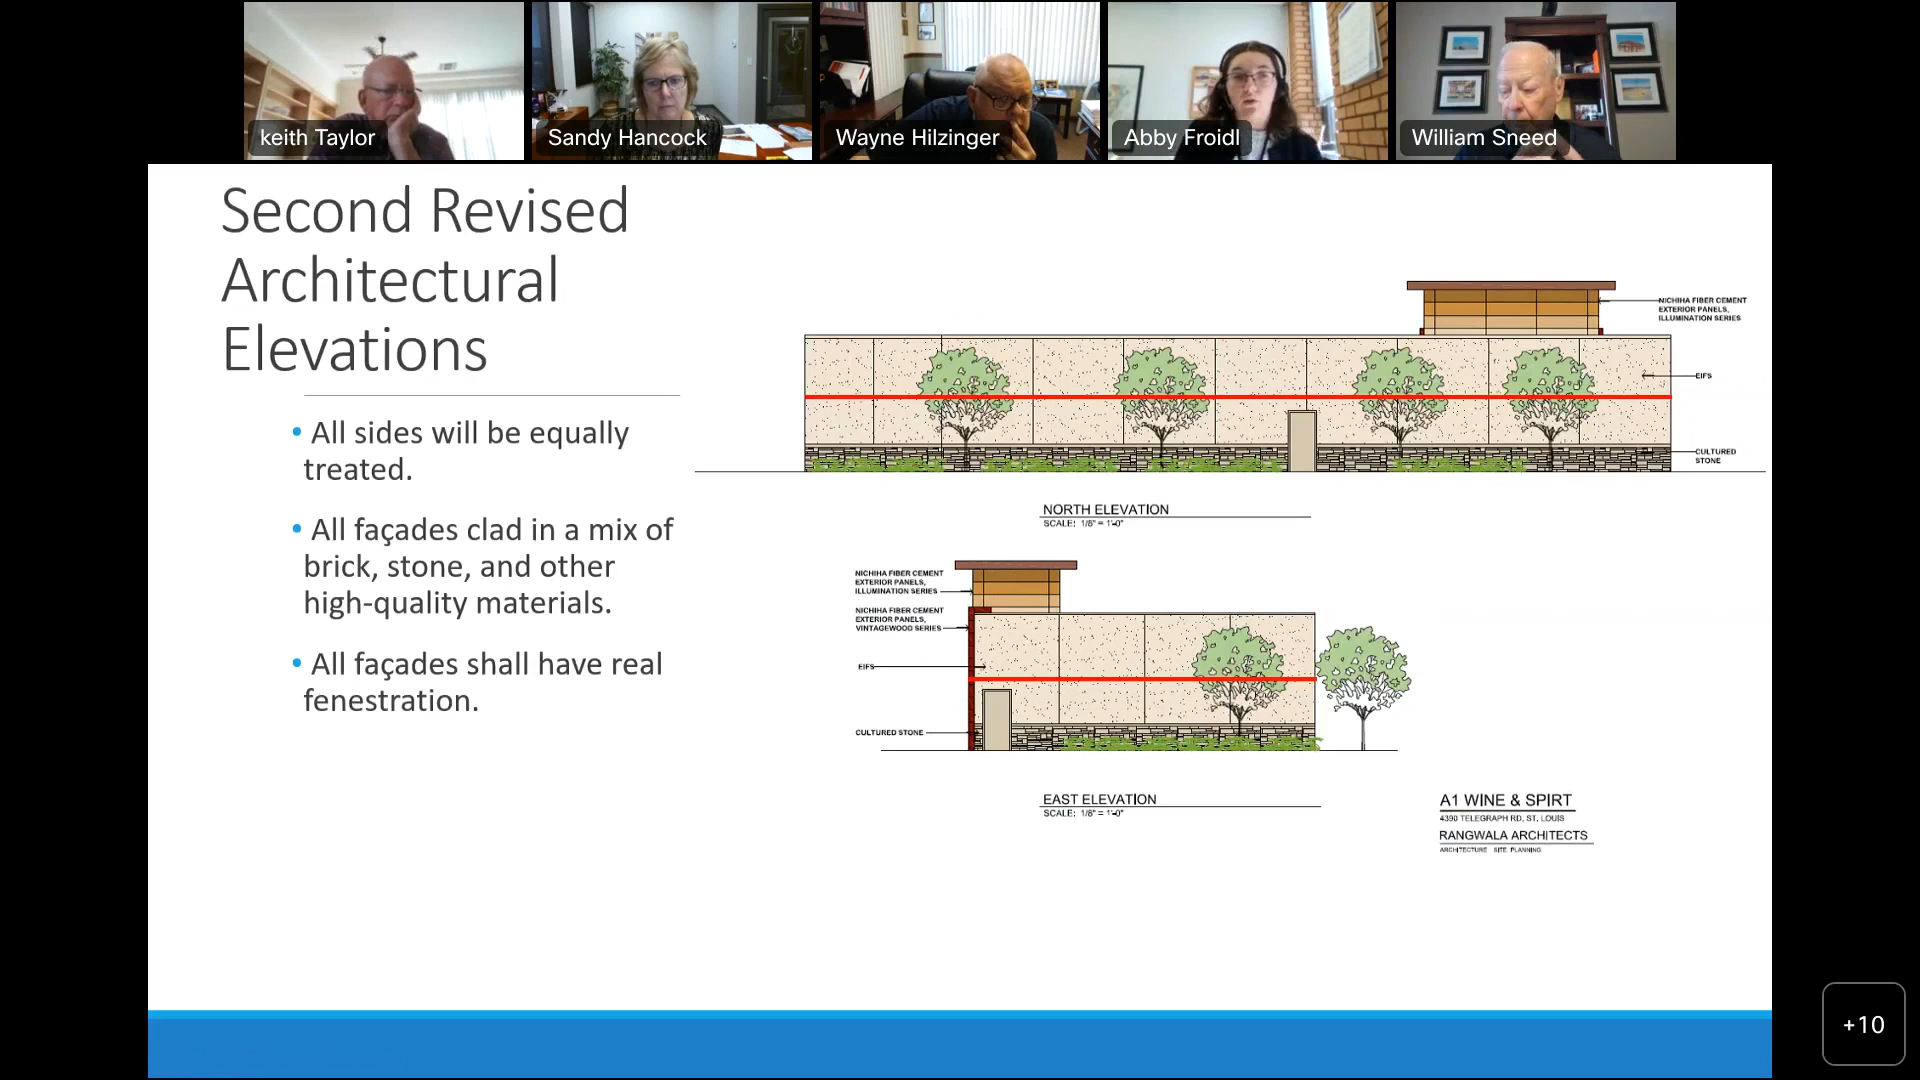 keith Taylor
Sandy Hancock
Wayne Hilzinger
Abby Froidl
William Sneed
Second Revised
Architectural
Elevations
• All sides will be equally
treated.
• All façades clad in a mix of
brick, stone, and other
high-quality materials.
• All façades shall have real
fenestration.
NICHIHA FIBER CEMENT
EXTERIOR PANELS,
ILLUMINATION SERIES
EIFS
CULTURED
STONE
NORTH ELEVATION
SCALE: 1/8" = 1'-0"
NICHIHA FIBER CEMENT
EXTERIOR PANELS,
ILLUMINATION SERIES
NICHIHA FIBER CEMENT
EXTERIOR PANELS,
VINTAGEWOOD SERIES
EIFS
CULTURED STONE
EAST ELEVATION
SCALE: 1/8" = 1'-0"
A1 WINE & SPIRT
4390 TELEGRAPH RD, ST. LOUIS
RANGWALA ARCHITECTS
ARCHITECTURE SITE PLANNING
+10